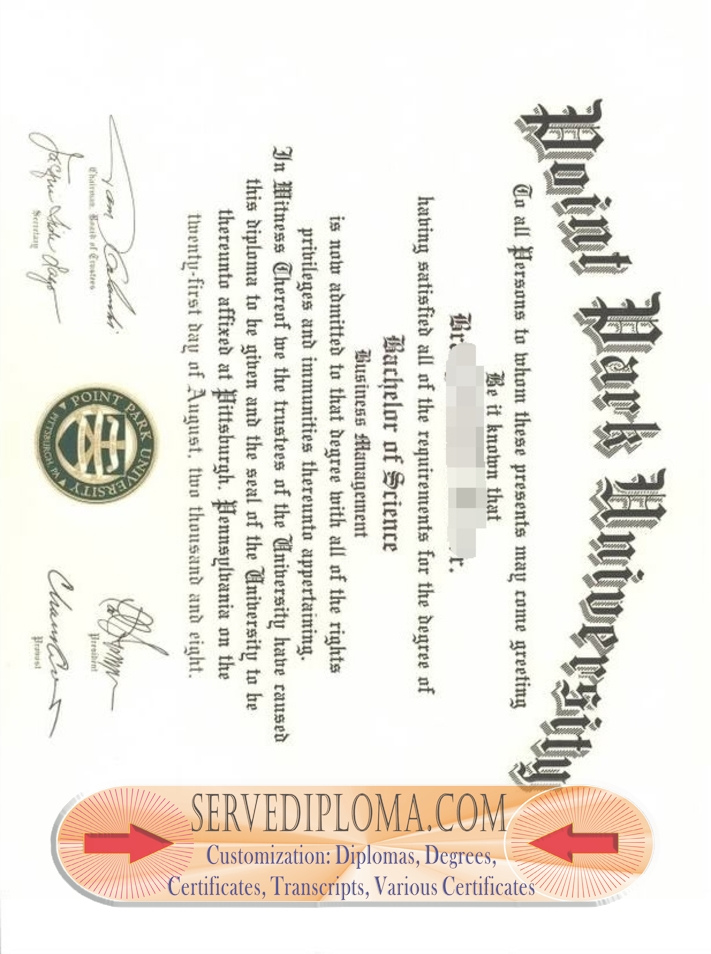 Point Park University
To all Persons to whom these presents may come greeting
Be it known that
having satisfied all of the requirements for the degree of
Bachelor of Science
Business Management
is now admitted to that degree with all of the rights
privileges and immunities thereunto appertaining.
In Witness Thereof we the trustees of the University have caused
this diploma to be given and the seal of the University to be
thereunto affixed at Pittsburgh, Pennsylvania on the
twenty-first day of August, two thousand and eight.
Chairman, Board of Trustees
Secretary
POINT PARK UNIVERSITY
PITTSBURGH, PA
President
Provost
SERVEDIPLOMA.COM
Customization: Diplomas, Degrees,
Certificates, Transcripts, Various Certificates